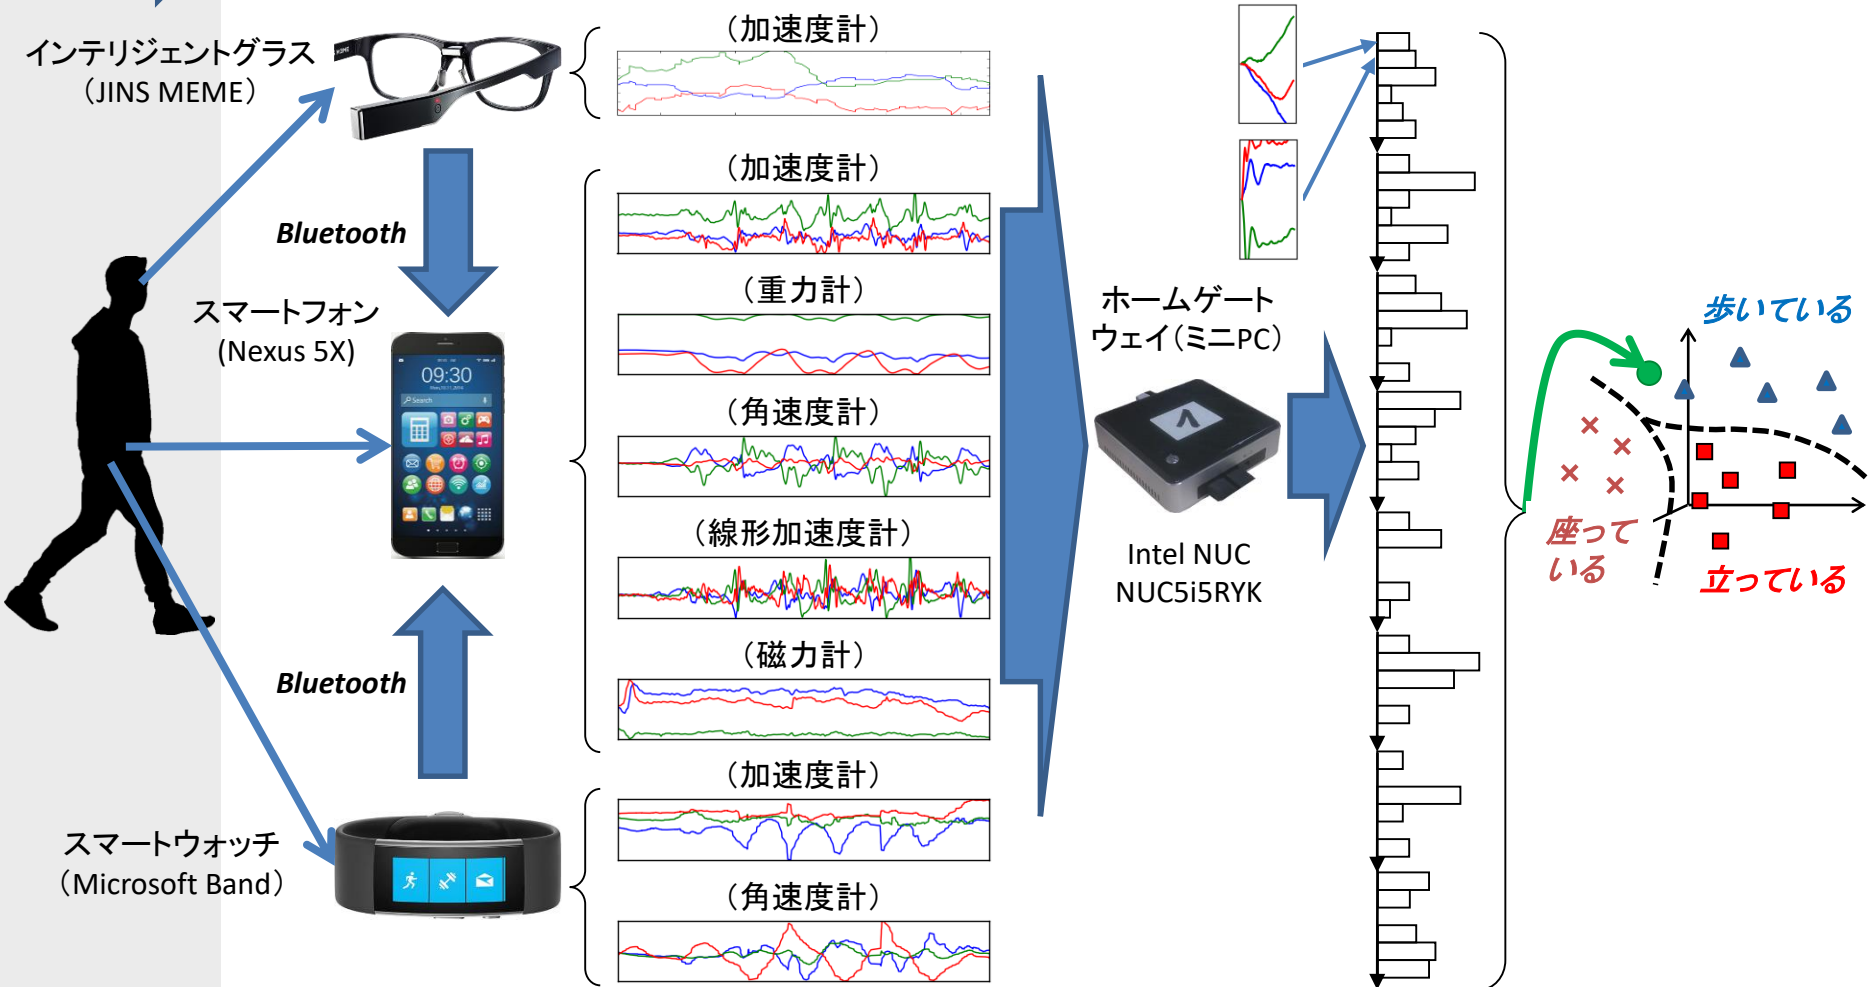 インテリジェントグラス
（JINS MEME）
（加速度計）
（加速度計）
Bluetooth
スマートフォン
(Nexus 5X)
09:30
Search
（重力計）
（角速度計）
（線形加速度計）
（磁力計）
Bluetooth
スマートウォッチ
（Microsoft Band）
（加速度計）
（角速度計）
ホームゲート
ウェイ（ミニPC）
Intel NUC
NUC5i5RYK
歩いている
座って
いる
立っている